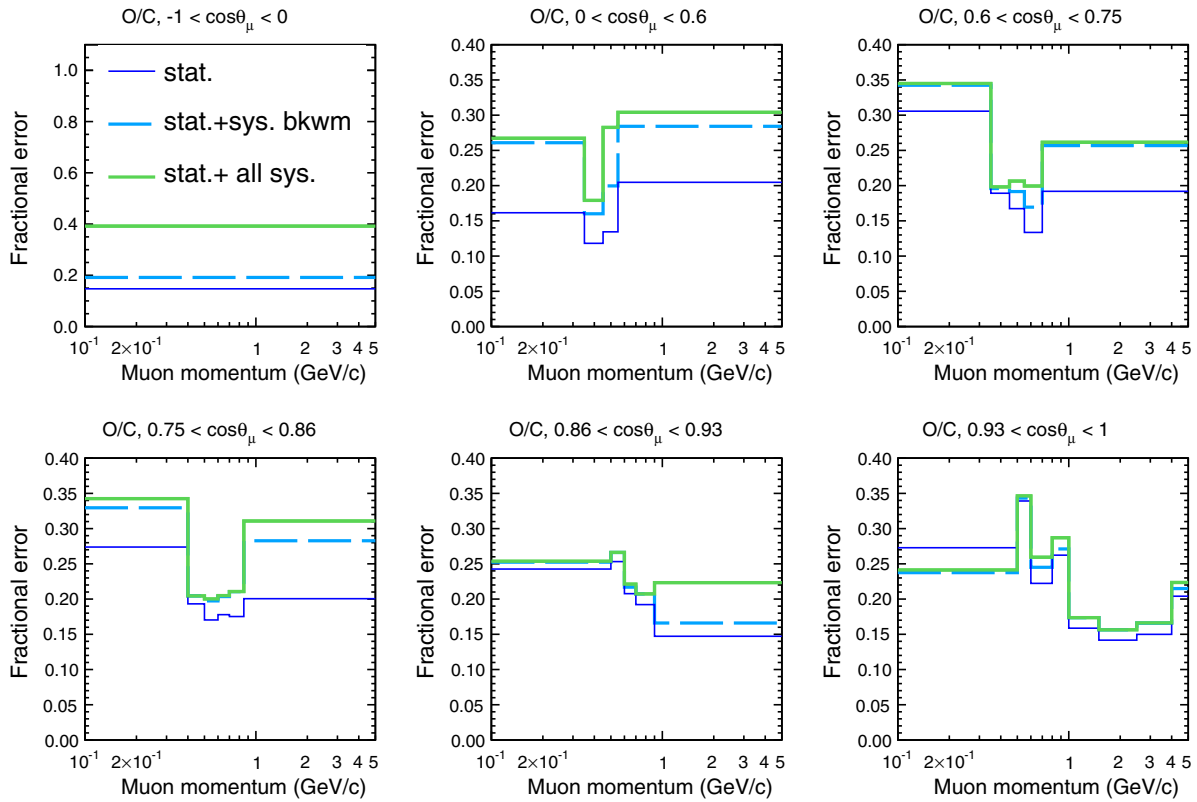 O/C, -1 < cosθμ < 0
Fractional error
1.0
0.8
0.6
0.4
0.2
0.0
stat.
stat.+sys. bkwm
stat.+ all sys.
10⁻¹ 2×10⁻¹ 1 2 3 4 5
Muon momentum (GeV/c)
O/C, 0 < cosθμ < 0.6
Fractional error
0.40
0.35
0.30
0.25
0.20
0.15
0.10
0.05
0.00
10⁻¹ 2×10⁻¹ 1 2 3 4 5
Muon momentum (GeV/c)
O/C, 0.6 < cosθμ < 0.75
Fractional error
0.40
0.35
0.30
0.25
0.20
0.15
0.10
0.05
0.00
10⁻¹ 2×10⁻¹ 1 2 3 4 5
Muon momentum (GeV/c)
O/C, 0.75 < cosθμ < 0.86
Fractional error
0.40
0.35
0.30
0.25
0.20
0.15
0.10
0.05
0.00
10⁻¹ 2×10⁻¹ 1 2 3 4 5
Muon momentum (GeV/c)
O/C, 0.86 < cosθμ < 0.93
Fractional error
0.40
0.35
0.30
0.25
0.20
0.15
0.10
0.05
0.00
10⁻¹ 2×10⁻¹ 1 2 3 4 5
Muon momentum (GeV/c)
O/C, 0.93 < cosθμ < 1
Fractional error
0.40
0.35
0.30
0.25
0.20
0.15
0.10
0.05
0.00
10⁻¹ 2×10⁻¹ 1 2 3 4 5
Muon momentum (GeV/c)